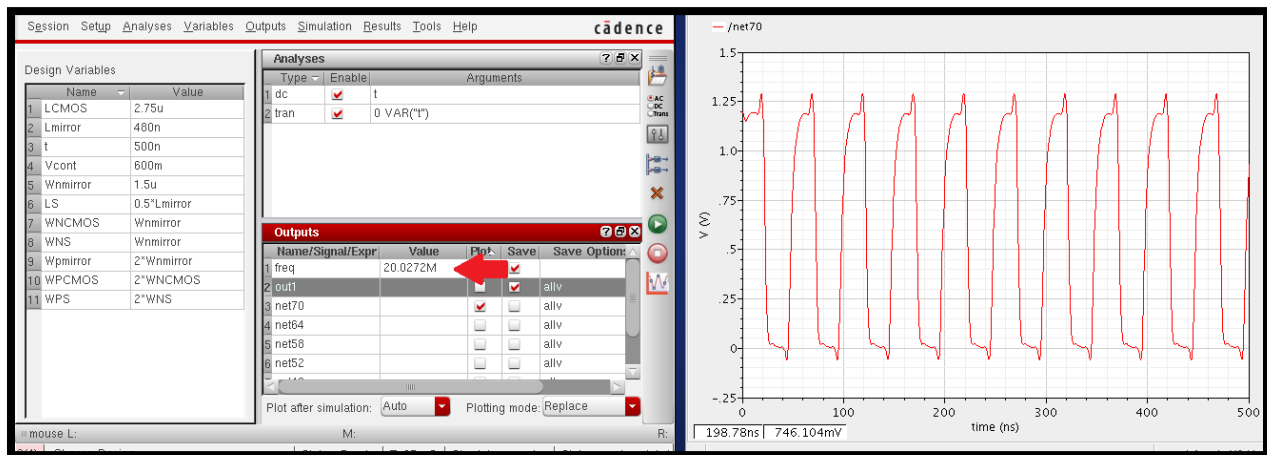 Session Setup Analyses Variables Outputs Simulation Results Tools Help cādence
Design Variables
Name Value
1 LCMOS 2.75u
2 Lmirror 480n
3 t 500n
4 Vcont 600m
5 Wnmirror 1.5u
6 LS 0.5*Lmirror
7 WNCMOS Wnmirror
8 WNS Wnmirror
9 Wpmirror 2*Wnmirror
10 WPCMOS 2*WNCMOS
11 WPS 2*WNS
Analyses
Type Enable Arguments
1 dc t
2 tran 0 VAR("t")
AC
DC
Trans
Outputs
Name/Signal/Expr Value Plot Save Save Options
1 freq 20.0272M
2 out1 allv
3 net70 allv
4 net64 allv
5 net58 allv
6 net52 allv
Plot after simulation: Auto Plotting mode: Replace
mouse L: M: R:
/net70
1.5
1.25
1.0
.75
.5
.25
0
-.25
V (V)
0 100 200 300 400 500
time (ns)
198.78ns 746.104mV